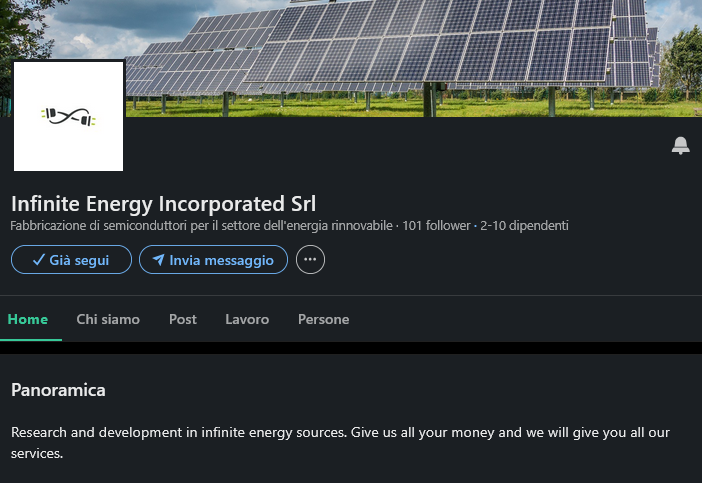 Infinite Energy Incorporated Srl
Fabbricazione di semiconduttori per il settore dell'energia rinnovabile · 101 follower · 2-10 dipendenti
Già segui
Invia messaggio
Home
Chi siamo
Post
Lavoro
Persone
Panoramica
Research and development in infinite energy sources. Give us all your money and we will give you all our
services.